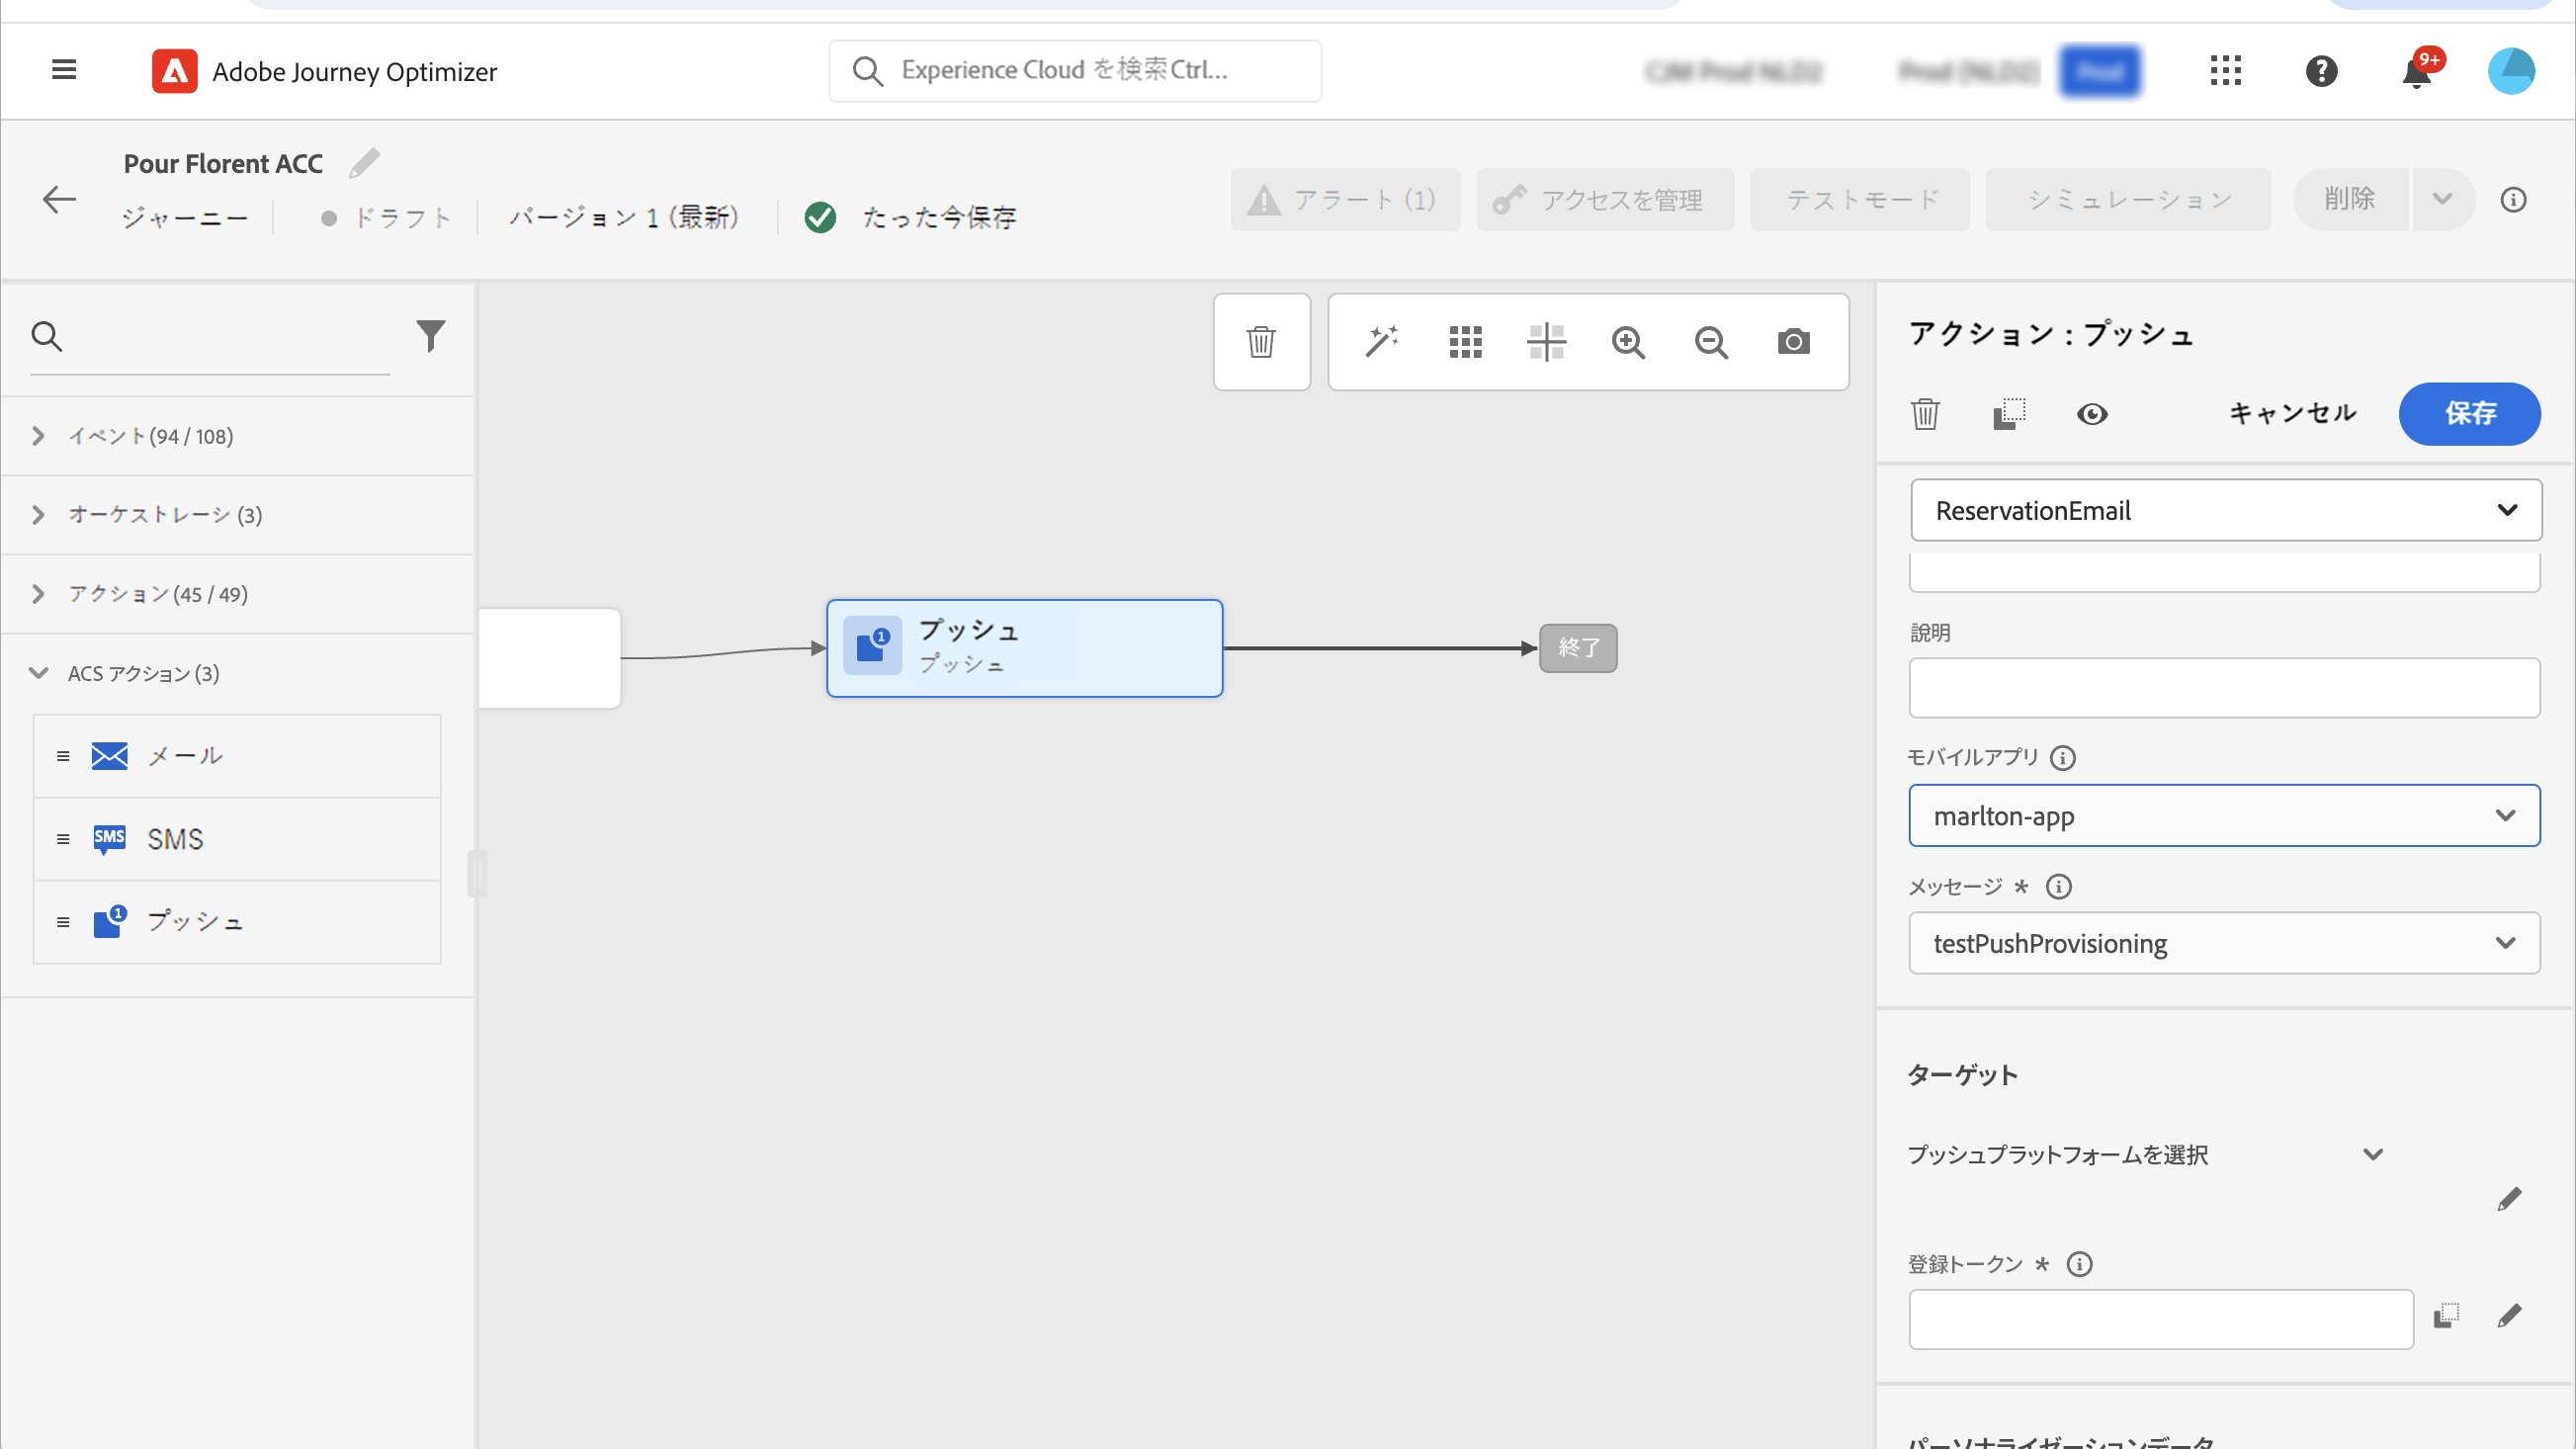 Adobe Journey Optimizer
Experience Cloud を検索Ctrl...
9+
Pour Florent ACC
ジャーニー
ドラフト
バージョン 1 (最新)
たった今保存
アラート (1)
アクセスを管理
テストモード
シミュレーション
削除
イベント (94 / 108)
オーケストレーシ (3)
アクション (45 / 49)
ACS アクション (3)
メール
SMS
SMS
1
プッシュ
1
プッシュ
プッシュ
終了
アクション : プッシュ
キャンセル
保存
ReservationEmail
説明
モバイルアプリ
marlton-app
メッセージ *
testPushProvisioning
ターゲット
プッシュプラットフォームを選択
登録トークン *
パーソナライゼーションデータ